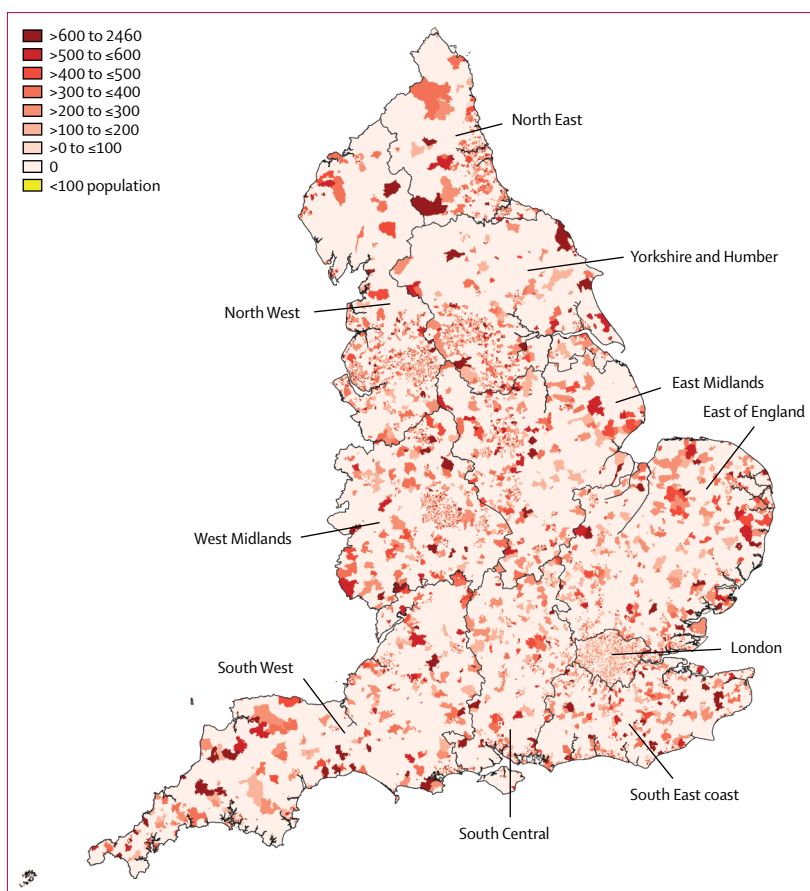 >600 to 2460
>500 to ≤600
>400 to ≤500
>300 to ≤400
>200 to ≤300
>100 to ≤200
>0 to ≤100
0
<100 population
North East
Yorkshire and Humber
North West
East Midlands
East of England
West Midlands
London
South West
South East coast
South Central